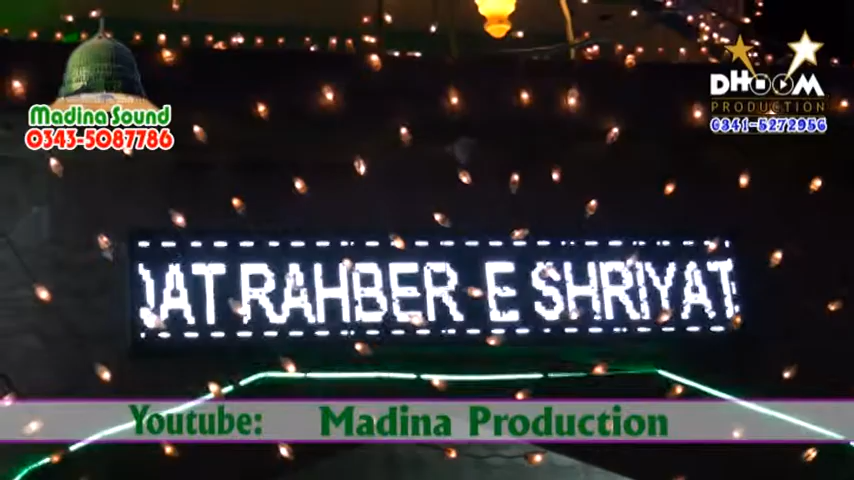 Madina Sound
0343-5087786
DHOOM
PRODUCTION
0341-5272956
JAT RAHBER E SHRIYAT
Youtube: Madina Production